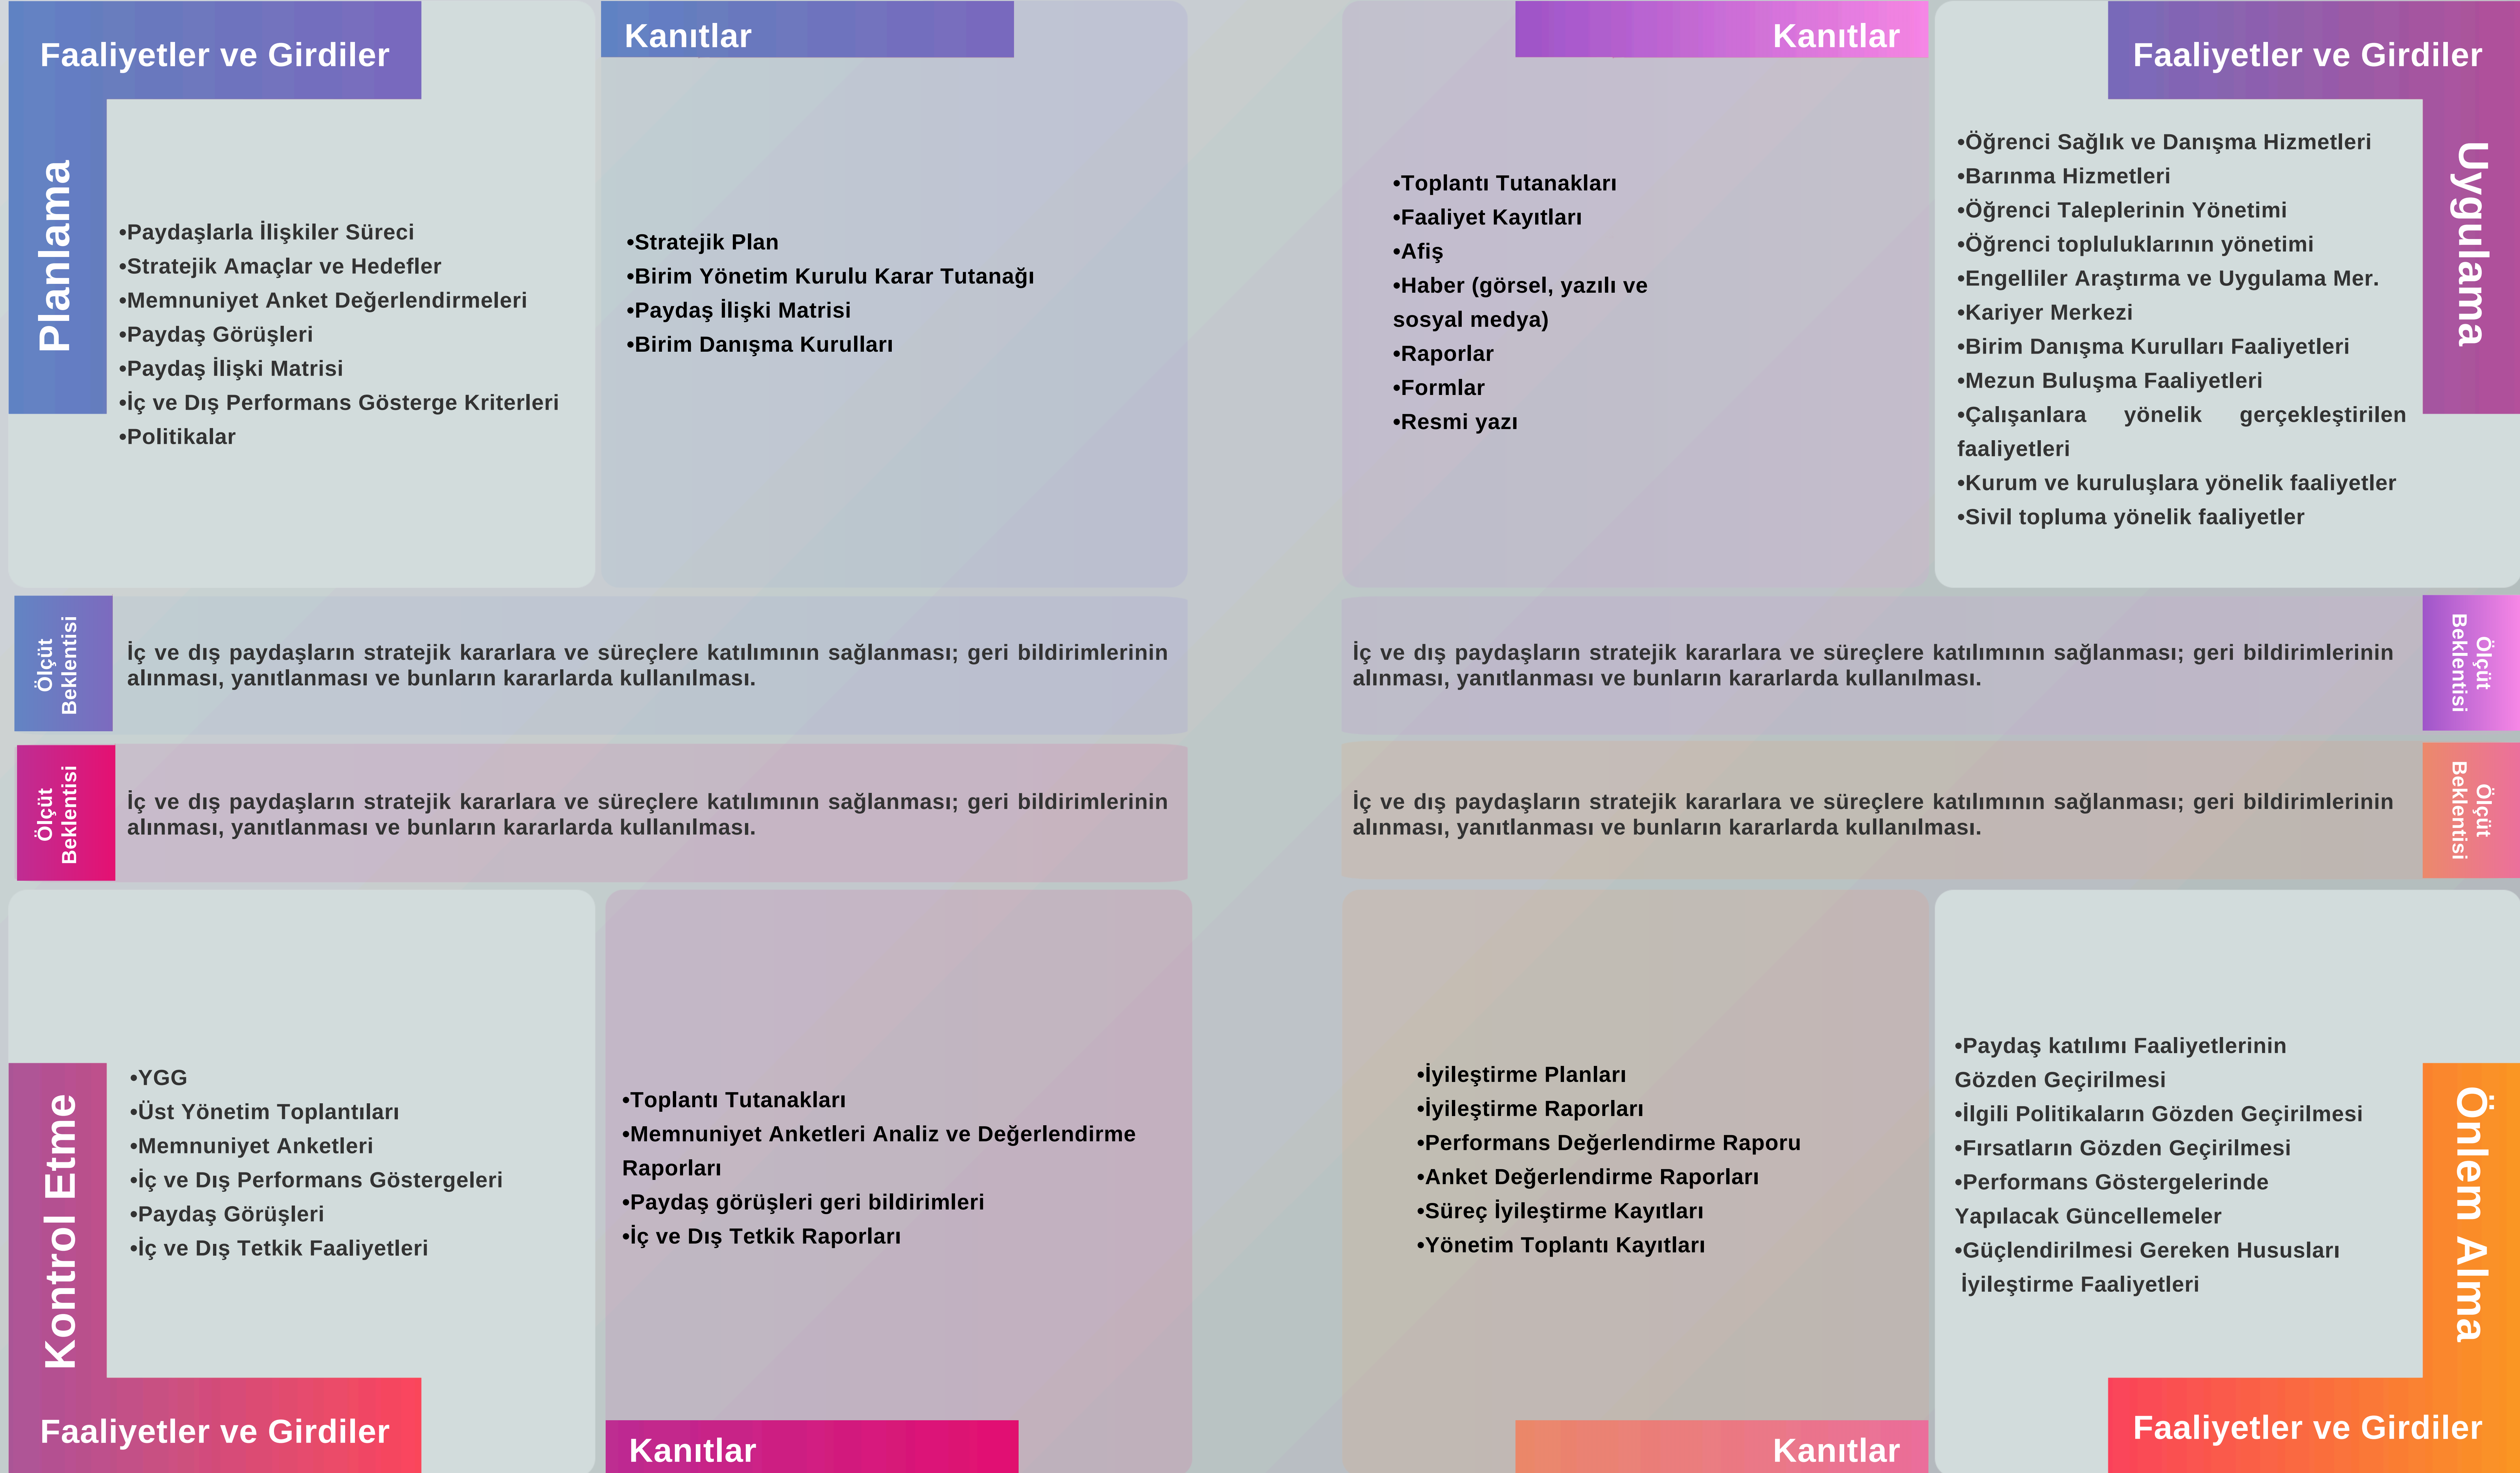 Faaliyetler ve Girdiler
Planlama
•Paydaşlarla İlişkiler Süreci
•Stratejik Amaçlar ve Hedefler
•Memnuniyet Anket Değerlendirmeleri
•Paydaş Görüşleri
•Paydaş İlişki Matrisi
•İç ve Dış Performans Gösterge Kriterleri
•Politikalar
Kanıtlar
•Stratejik Plan
•Birim Yönetim Kurulu Karar Tutanağı
•Paydaş İlişki Matrisi
•Birim Danışma Kurulları
Kanıtlar
•Toplantı Tutanakları
•Faaliyet Kayıtları
•Afiş
•Haber (görsel, yazılı ve
sosyal medya)
•Raporlar
•Formlar
•Resmi yazı
Faaliyetler ve Girdiler
Uygulama
•Öğrenci Sağlık ve Danışma Hizmetleri
•Barınma Hizmetleri
•Öğrenci Taleplerinin Yönetimi
•Öğrenci topluluklarının yönetimi
•Engelliler Araştırma ve Uygulama Mer.
•Kariyer Merkezi
•Birim Danışma Kurulları Faaliyetleri
•Mezun Buluşma Faaliyetleri
•Çalışanlara yönelik gerçekleştirilen
faaliyetleri
•Kurum ve kuruluşlara yönelik faaliyetler
•Sivil topluma yönelik faaliyetler
Ölçüt
Beklentisi
İç ve dış paydaşların stratejik kararlara ve süreçlere katılımının sağlanması; geri bildirimlerinin
alınması, yanıtlanması ve bunların kararlarda kullanılması.
İç ve dış paydaşların stratejik kararlara ve süreçlere katılımının sağlanması; geri bildirimlerinin
alınması, yanıtlanması ve bunların kararlarda kullanılması.
Ölçüt
Beklentisi
Ölçüt
Beklentisi
İç ve dış paydaşların stratejik kararlara ve süreçlere katılımının sağlanması; geri bildirimlerinin
alınması, yanıtlanması ve bunların kararlarda kullanılması.
İç ve dış paydaşların stratejik kararlara ve süreçlere katılımının sağlanması; geri bildirimlerinin
alınması, yanıtlanması ve bunların kararlarda kullanılması.
Ölçüt
Beklentisi
Kontrol Etme
•YGG
•Üst Yönetim Toplantıları
•Memnuniyet Anketleri
•İç ve Dış Performans Göstergeleri
•Paydaş Görüşleri
•İç ve Dış Tetkik Faaliyetleri
Faaliyetler ve Girdiler
•Toplantı Tutanakları
•Memnuniyet Anketleri Analiz ve Değerlendirme
Raporları
•Paydaş görüşleri geri bildirimleri
•İç ve Dış Tetkik Raporları
Kanıtlar
•İyileştirme Planları
•İyileştirme Raporları
•Performans Değerlendirme Raporu
•Anket Değerlendirme Raporları
•Süreç İyileştirme Kayıtları
•Yönetim Toplantı Kayıtları
Kanıtlar
•Paydaş katılımı Faaliyetlerinin
Gözden Geçirilmesi
•İlgili Politikaların Gözden Geçirilmesi
•Fırsatların Gözden Geçirilmesi
•Performans Göstergelerinde
Yapılacak Güncellemeler
•Güçlendirilmesi Gereken Hususları
İyileştirme Faaliyetleri
Önlem Alma
Faaliyetler ve Girdiler